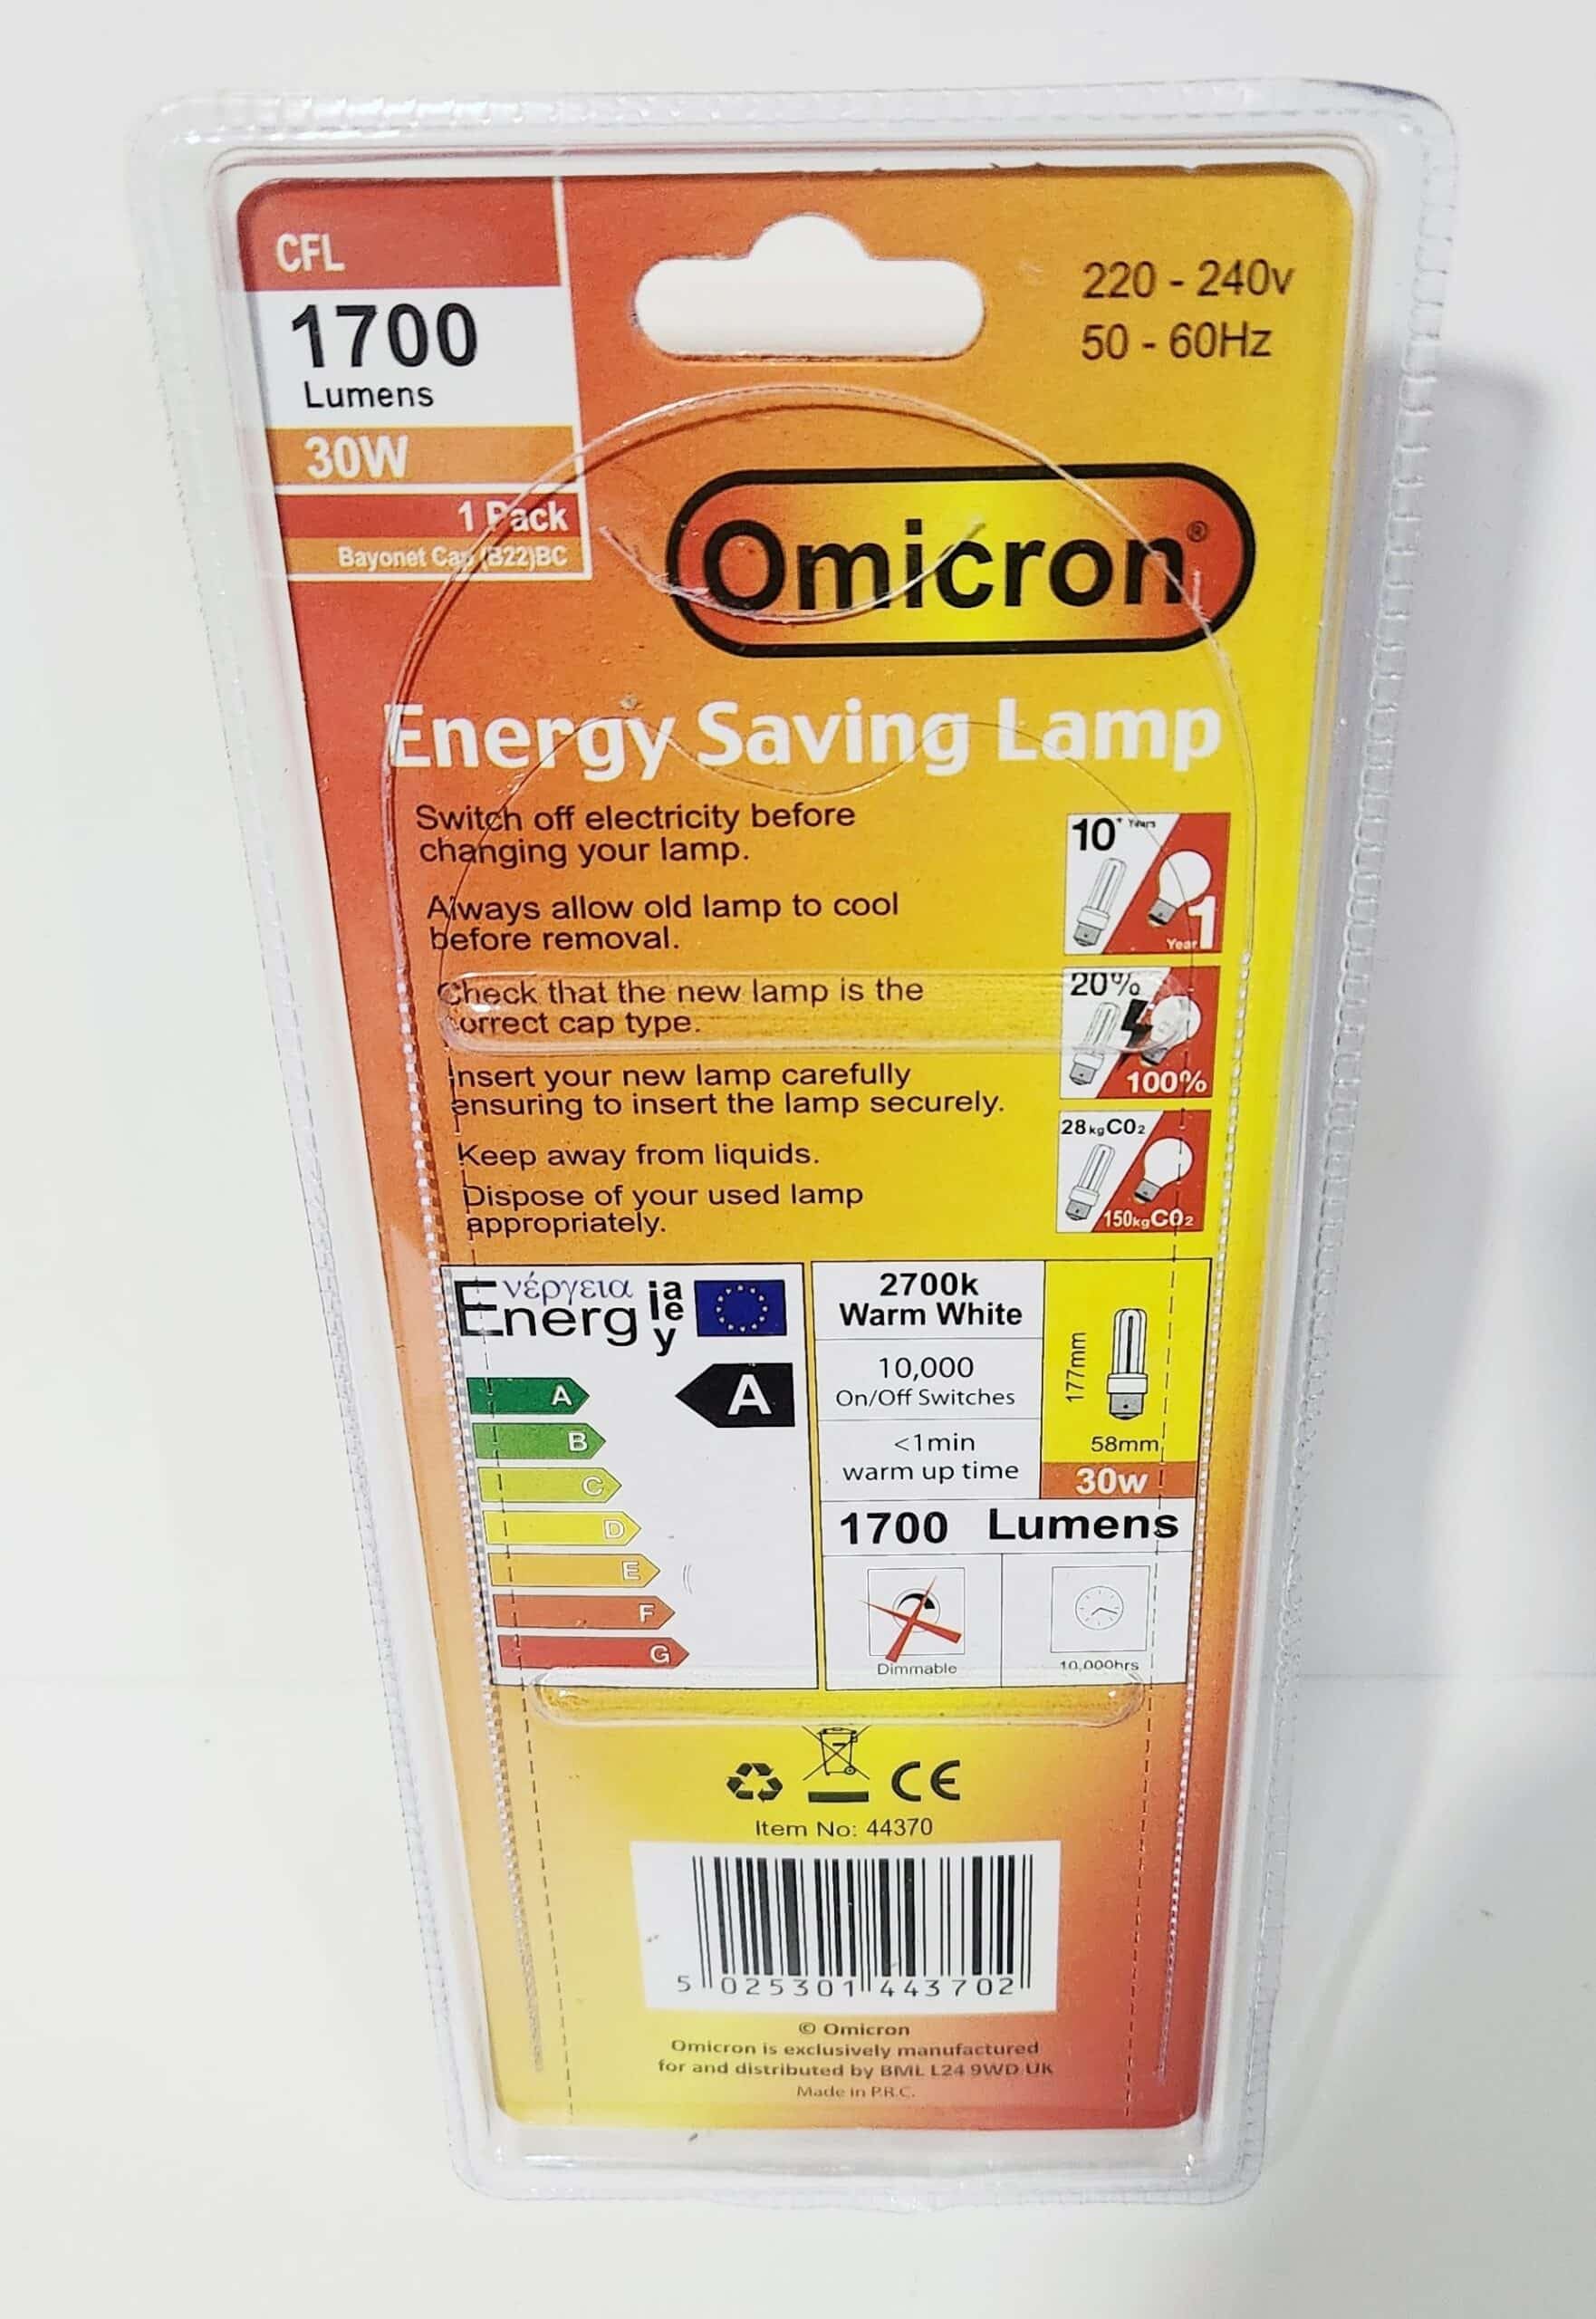 CFL
1700
Lumens
30W
1 Pack
Bayonet Cap (B22)BC
220 - 240v
50 - 60Hz
Omicron®
Energy Saving Lamp
Switch off electricity before
changing your lamp.
Always allow old lamp to cool
before removal.
Check that the new lamp is the
correct cap type.
Insert your new lamp carefully
ensuring to insert the lamp securely.
Keep away from liquids.
Dispose of your used lamp
appropriately.
10* Years
1
Year
20%
100%
28kgCO2
150kgCO2
Ενέργεια
Energ ia
ie
y
A
A
B
C
D
E
F
G
2700k
Warm White
10,000
On/Off Switches
<1min
warm up time
177mm
58mm
30w
1700 Lumens
Dimmable
10,000hrs
CE
Item No: 44370
5 025301 443702
© Omicron
Omicron is exclusively manufactured
for and distributed by BML L24 9WD UK
Made in P.R.C.